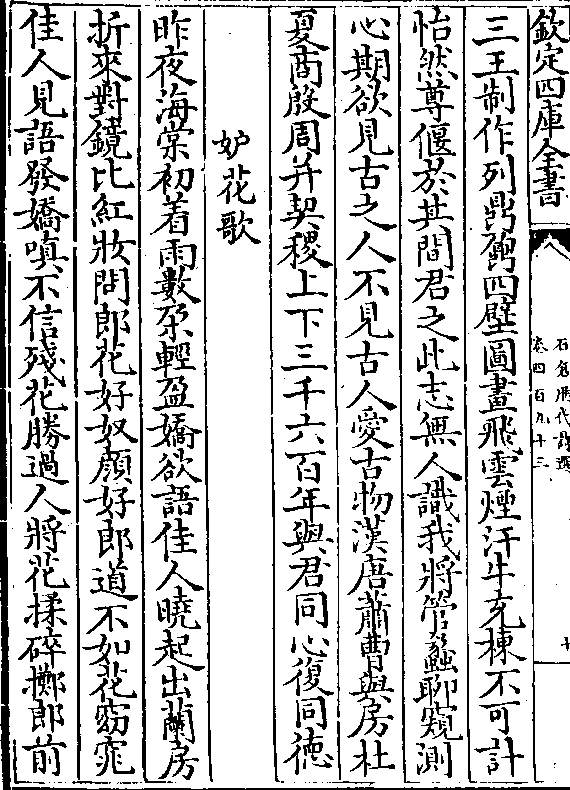 欽定四庫全書
石倉歴代詩選
卷四百九十三
十
三王制作列鼎彝四壁圖畫飛雲煙汗牛充棟不可計
怡然尊偃於其間君之此志無人識我將管蠡聊窺測
心期欲見古之人不見古人愛古物漢唐蕭曹與房杜
夏商殷周并契稷上下三千六百年與君同心復同德
妒花歌
昨夜海棠初着雨數朶輕盈嬌欲語佳人曉起出蘭房
折來對鏡比紅妝問郎花好奴顔好郎道不如花窈窕
佳人見語發嬌嗔不信殘花勝過人將花揉碎擲郎前